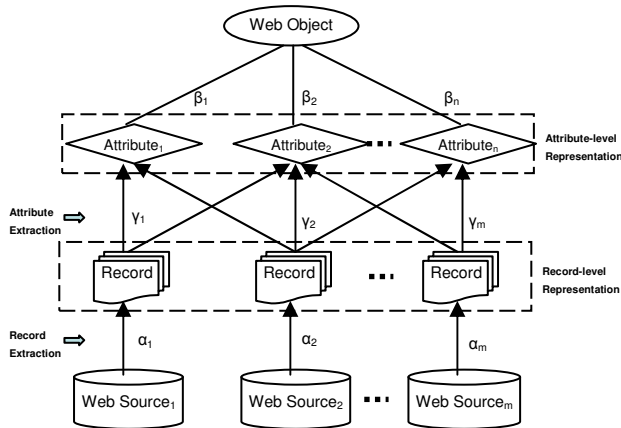 Web Object
β1 β2 βn
Attribute1 Attribute2 Attributen
Attribute-level
Representation
Attribute
Extraction
γ1 γ2 γm
Record Record Record
Record-level
Representation
Record
Extraction
α1 α2 αm
Web Source1 Web Source2 Web Sourcem